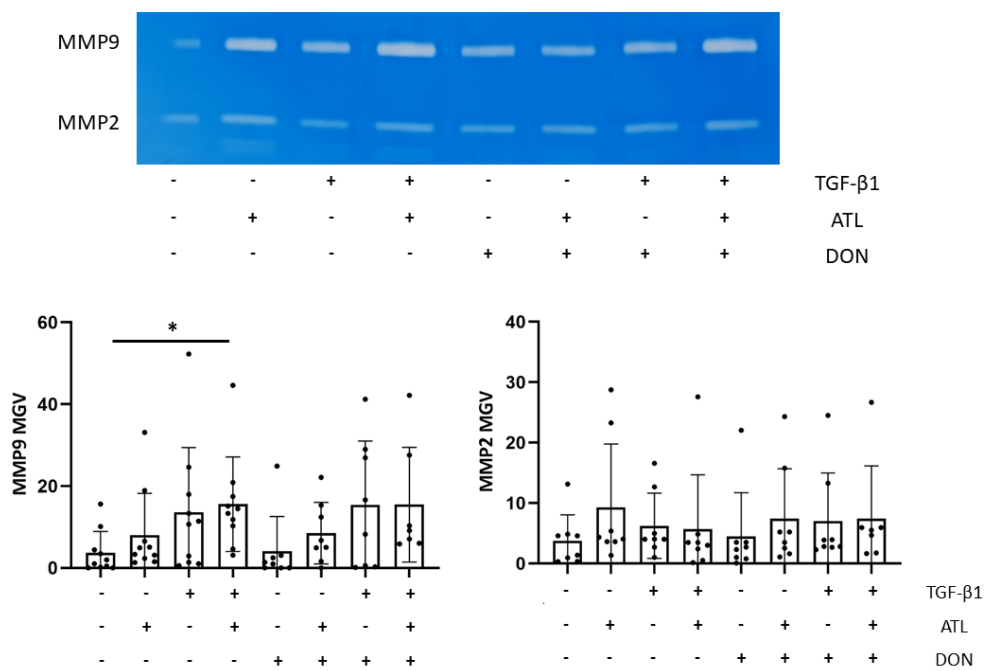 MMP9
MMP2
- - + + - - + + TGF-β1
- + - + - + - + ATL
- - - - + + + + DON
60
40
20
0
MMP9 MGV
*
- - + + - - + +
- + - + - + - +
- - - - + + + +
40
30
20
10
0
MMP2 MGV
- - + + - - + + TGF-β1
- + - + - + - + ATL
- - - - + + + + DON